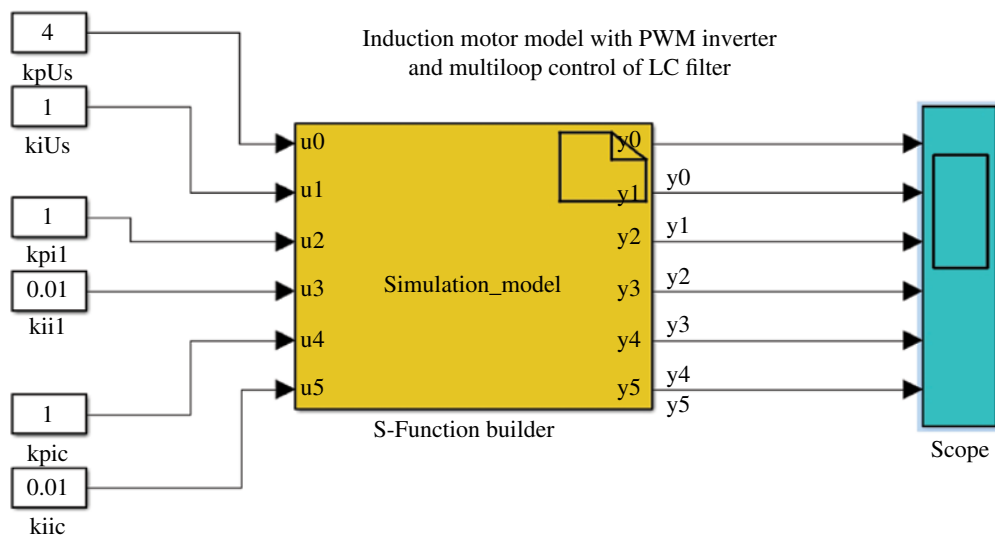 Induction motor model with PWM inverter
and multiloop control of LC filter
4
kpUs
1
kiUs
1
kpi1
0.01
kii1
1
kpic
0.01
kiic
u0
u1
u2
u3
u4
u5
Simulation_model
y0
y1
y2
y3
y4
y5
S-Function builder
y0
y1
y2
y3
y4
y5
Scope